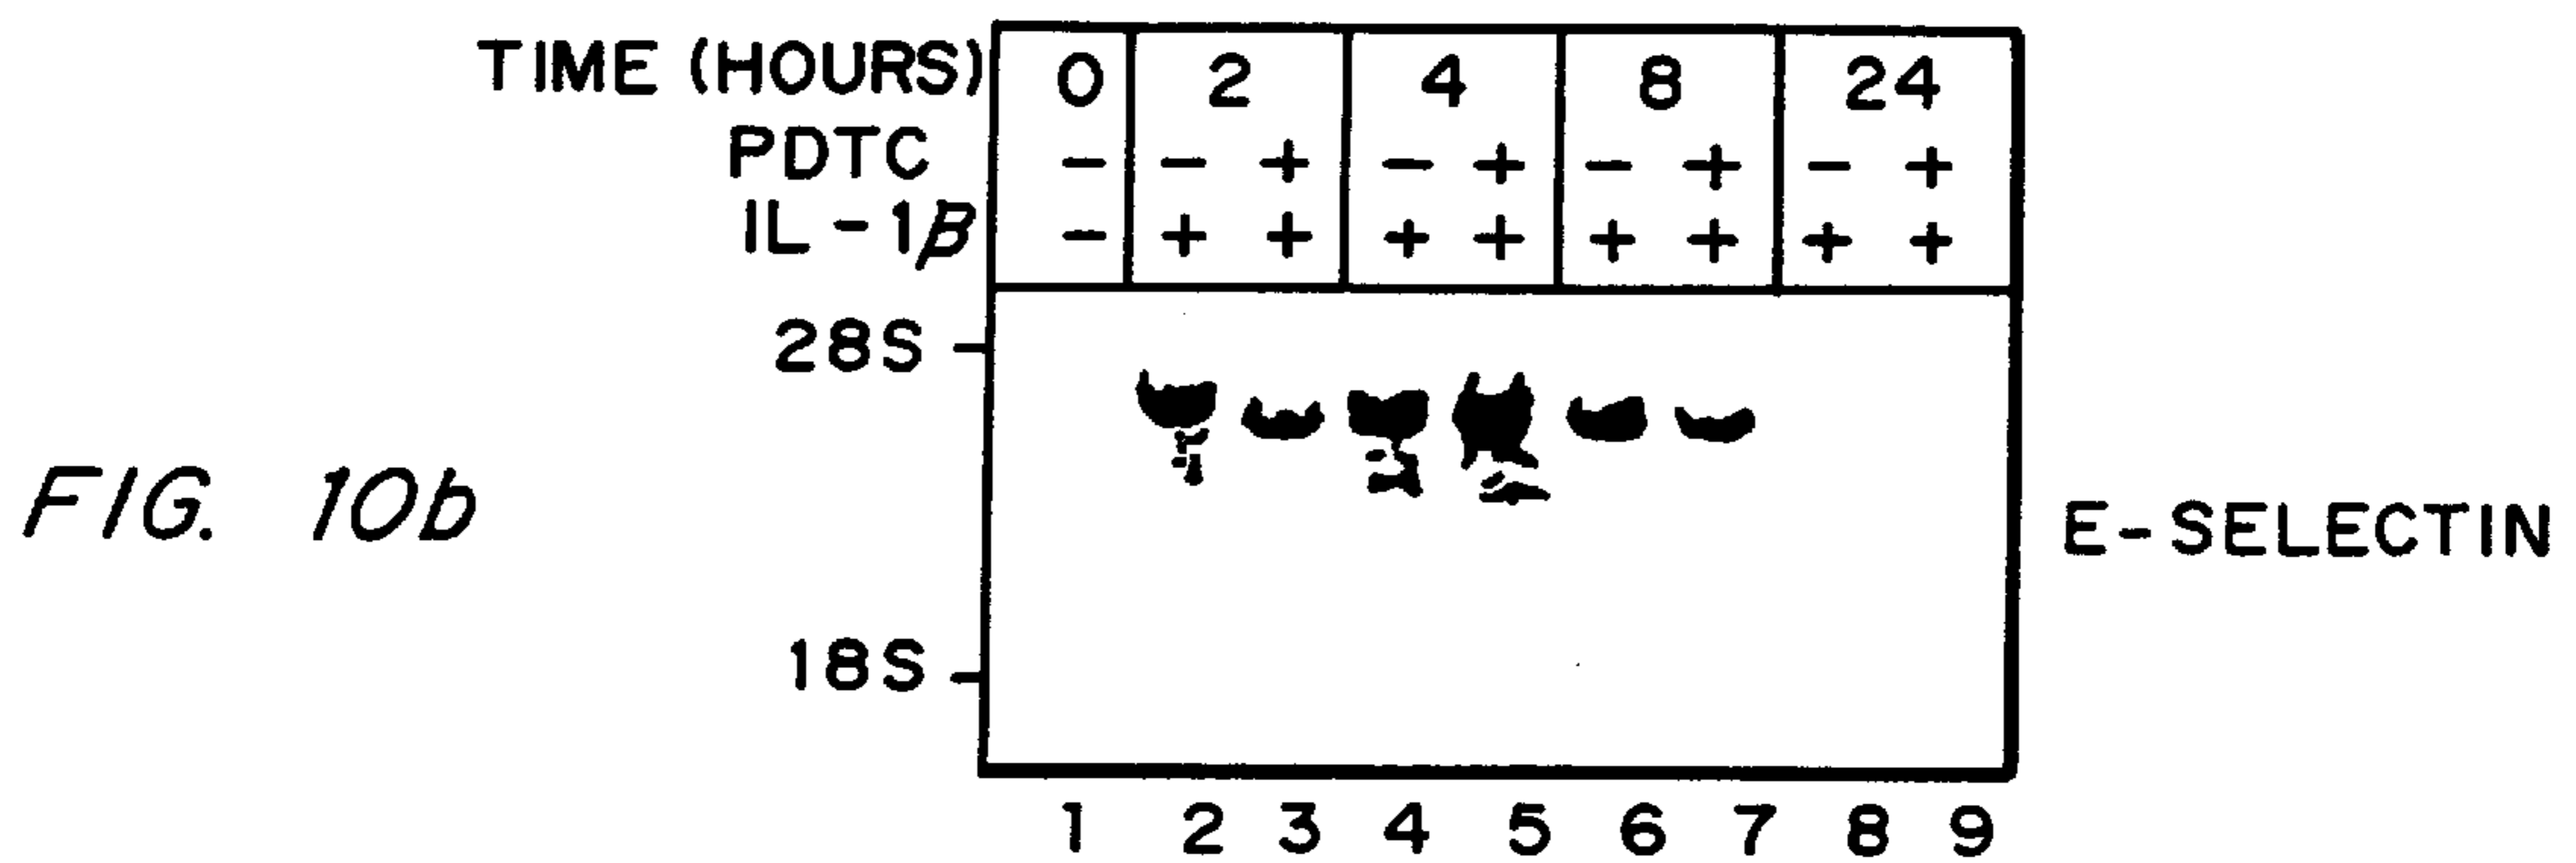 TIME (HOURS) 0 2 4 8 24
PDTC - - + - + - + - +
IL-1β - + + + + + + + +
28S
FIG. 10b
E-SELECTIN
18S
1 2 3 4 5 6 7 8 9